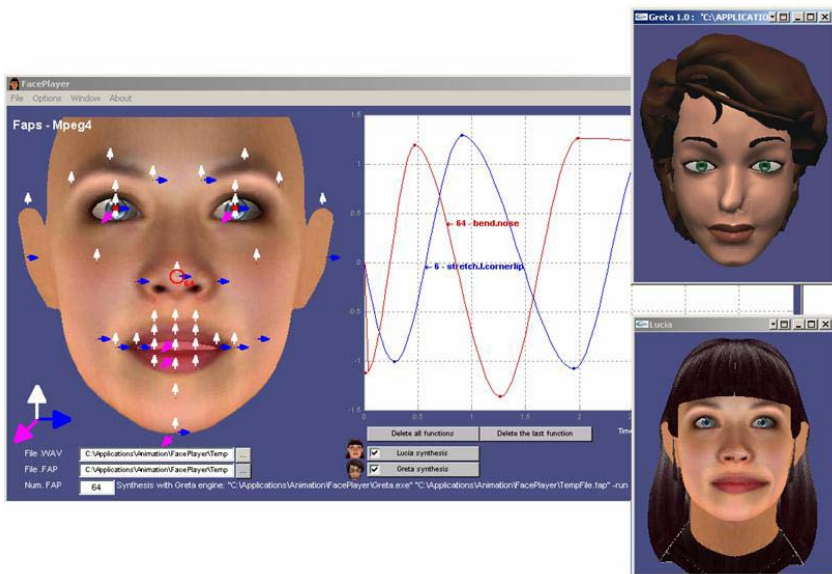 Greta 1.0 : 'C:\APPLICATIO
FacePlayer
File Options Window About
Faps - Mpeg4
1.5
1
0.5
0
-0.5
-1
-1.5
64 - bend.nose
6 - stretch.l.cornerlip
64
0 0.5 1 1.5 2 2.5
Time
Delete all functions Delete the last function
File .WAV C:\Applications\Animation\FacePlayer\Temp ...
Lucia synthesis
File .FAP C:\Applications\Animation\FacePlayer\Temp ...
Greta synthesis
Num. FAP 64 Synthesis with Greta engine: "C:\Applications\Animation\FacePlayer\Greta.exe" "C:\Applications\Animation\FacePlayer\TempFile.fap" -run
Lucia